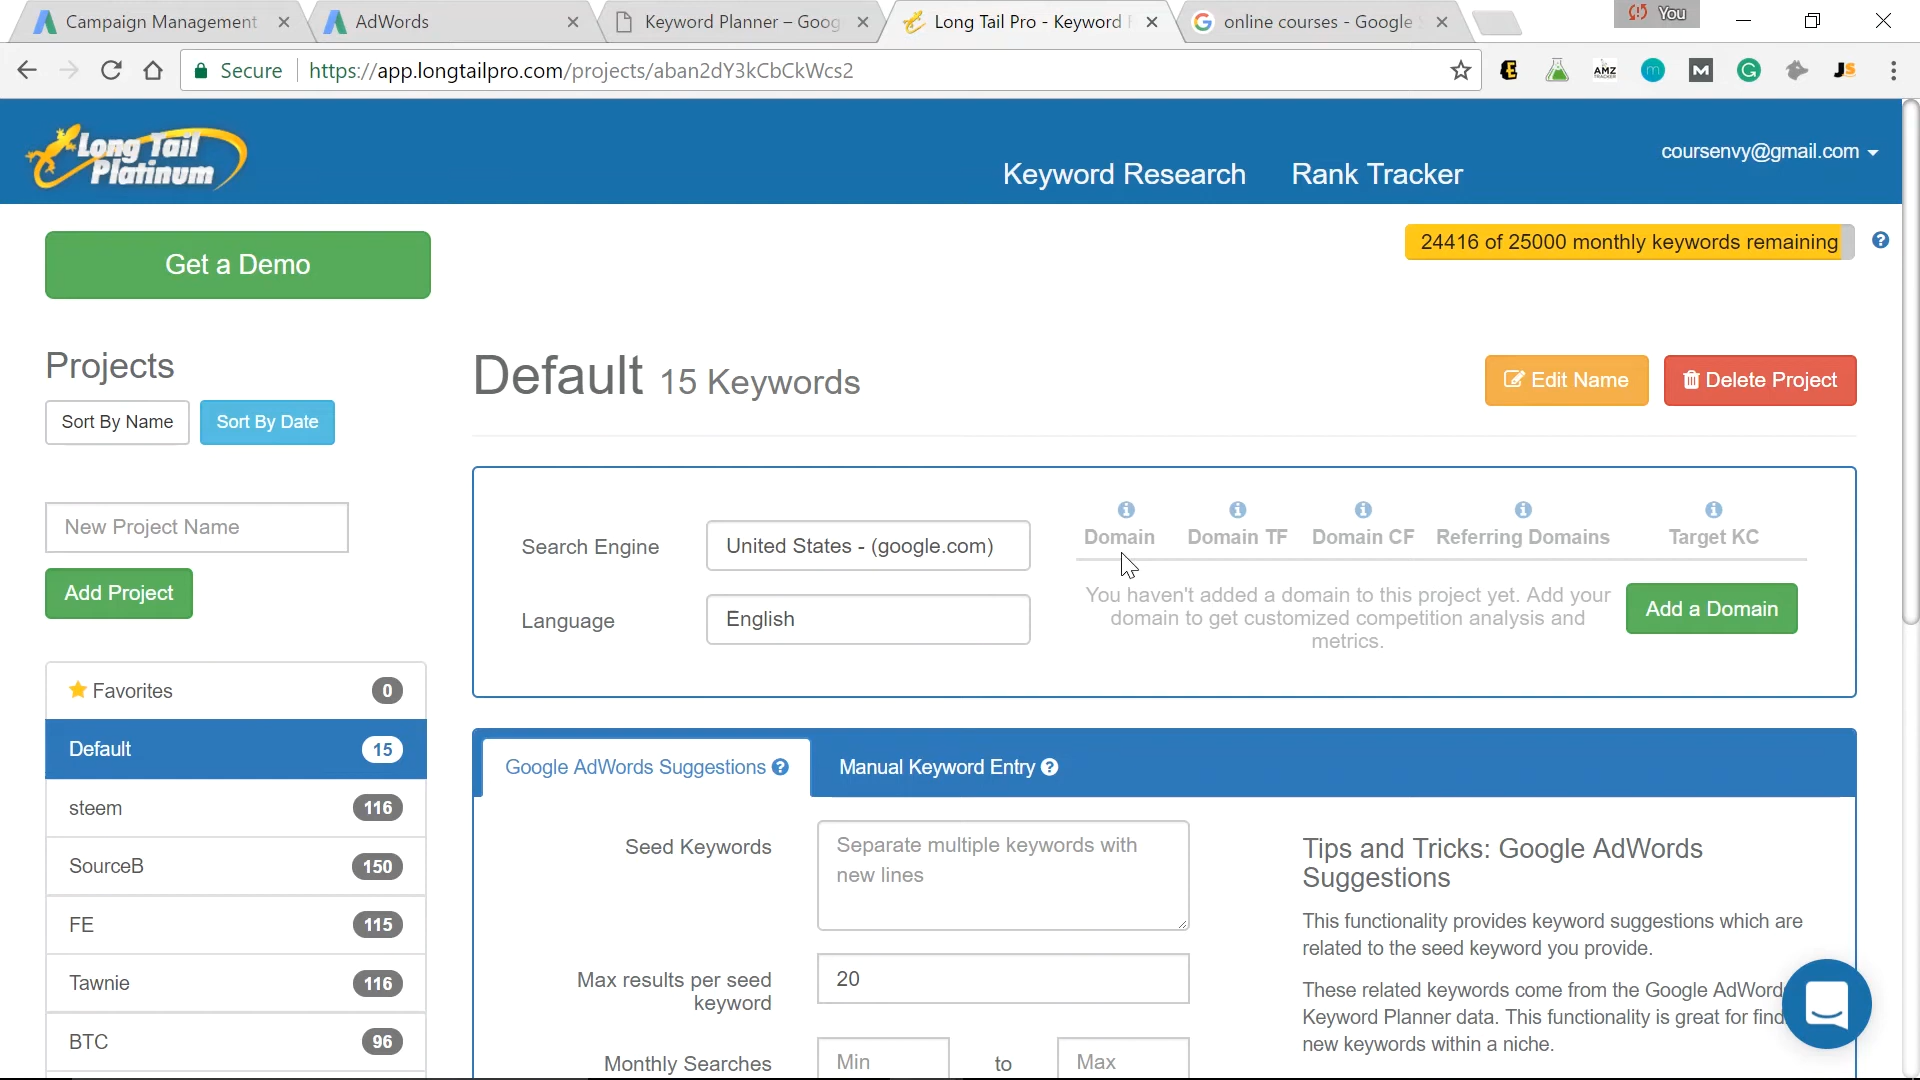 Campaign Management
AdWords
Keyword Planner – Goog
Long Tail Pro - Keyword
online courses - Google
You
Secure
https://app.longtailpro.com/projects/aban2dY3kCbCkWcs2
AMZ
TRACKER
m
M
G
JS
Long Tail
Platinum
Keyword Research
Rank Tracker
coursenvy@gmail.com
Get a Demo
24416 of 25000 monthly keywords remaining
Projects
Default 15 Keywords
Edit Name
Delete Project
Sort By Name
Sort By Date
New Project Name
Add Project
Search Engine
United States - (google.com)
Language
English
Domain
Domain TF
Domain CF
Referring Domains
Target KC
You haven't added a domain to this project yet. Add your
domain to get customized competition analysis and
metrics.
Add a Domain
Favorites
0
Default
15
steem
116
SourceB
150
FE
115
Tawnie
116
BTC
96
Google AdWords Suggestions
Manual Keyword Entry
Seed Keywords
Separate multiple keywords with
new lines
Max results per seed
keyword
20
Monthly Searches
Min
to
Max
Tips and Tricks: Google AdWords
Suggestions
This functionality provides keyword suggestions which are
related to the seed keyword you provide.
These related keywords come from the Google AdWord
Keyword Planner data. This functionality is great for find
new keywords within a niche.